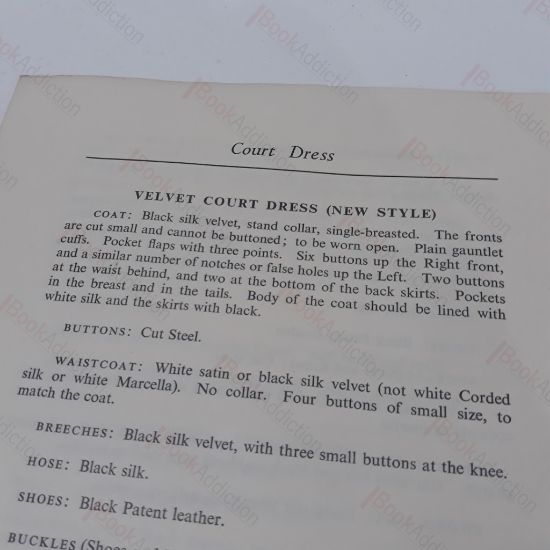 Court Dress
VELVET COURT DRESS (NEW STYLE)
COAT: Black silk velvet, stand collar, single-breasted. The fronts
are cut small and cannot be buttoned; to be worn open. Plain gauntlet
cuffs. Pocket flaps with three points. Six buttons up the Right front,
and a similar number of notches or false holes up the Left. Two buttons
at the waist behind, and two at the bottom of the back skirts. Pockets
in the breast and in the tails. Body of the coat should be lined with
white silk and the skirts with black.
BUTTONS: Cut Steel.
WAISTCOAT: White satin or black silk velvet (not white Corded
silk or white Marcella). No collar. Four buttons of small size, to
match the coat.
BREECHES: Black silk velvet, with three small buttons at the knee.
HOSE: Black silk.
SHOES: Black Patent leather.
BUCKLES (Shoe
BookAddiction